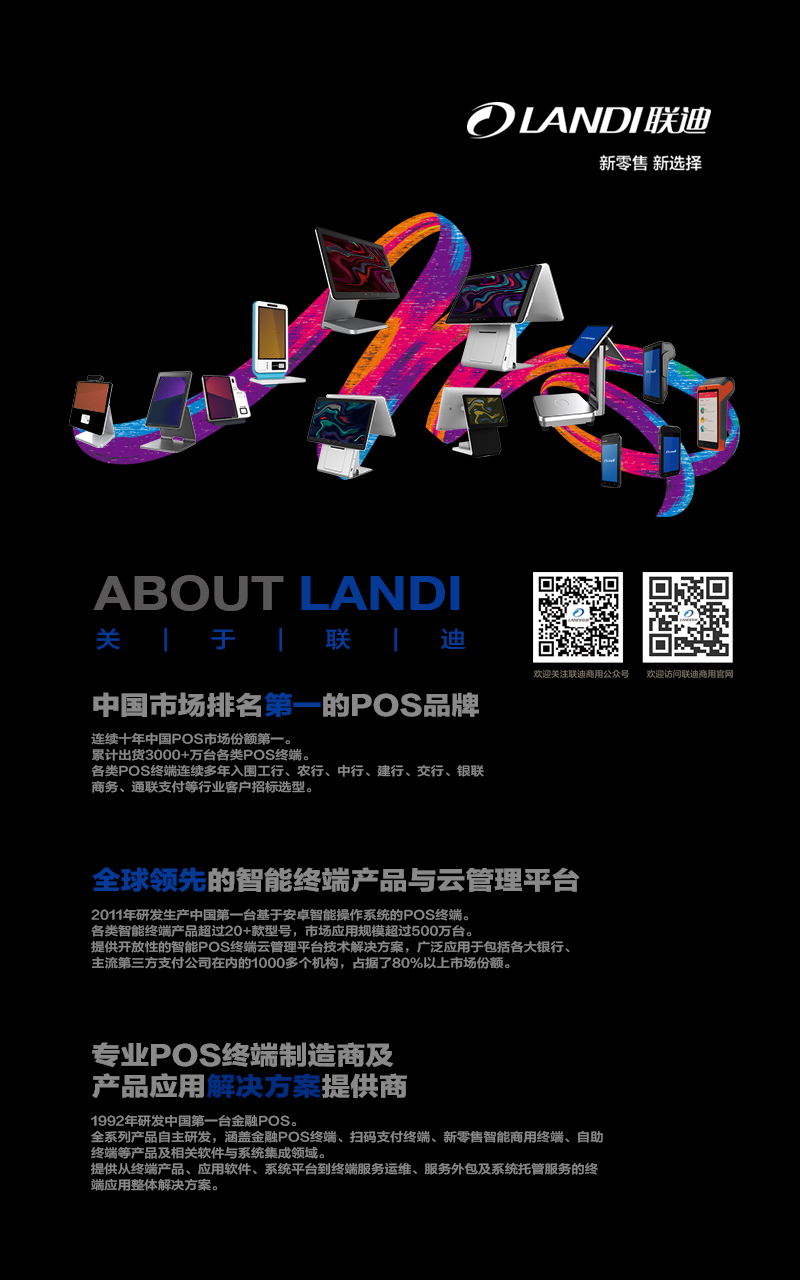 LANDI联迪
新零售 新选择
ABOUT LANDI
关 | 于 | 联 | 迪
欢迎关注联迪商用公众号
欢迎访问联迪商用官网
中国市场排名第一的POS品牌
连续十年中国POS市场份额第一。
累计出货3000+万台各类POS终端。
各类POS终端连续多年入围工行、农行、中行、建行、交行、银联
商务、通联支付等行业客户招标选型。
全球领先的智能终端产品与云管理平台
2011年研发生产中国第一台基于安卓智能操作系统的POS终端。
各类智能终端产品超过20+款型号，市场应用规模超过500万台。
提供开放性的智能POS终端云管理平台技术解决方案，广泛应用于包括各大银行、
主流第三方支付公司在内的1000多个机构，占据了80%以上市场份额。
专业POS终端制造商及
产品应用解决方案提供商
1992年研发中国第一台金融POS。
全系列产品自主研发，涵盖金融POS终端、扫码支付终端、新零售智能商用终端、自助
终端等产品及相关软件与系统集成领域。
提供从终端产品、应用软件、系统平台到终端服务运维、服务外包及系统托管服务的终
端应用整体解决方案。